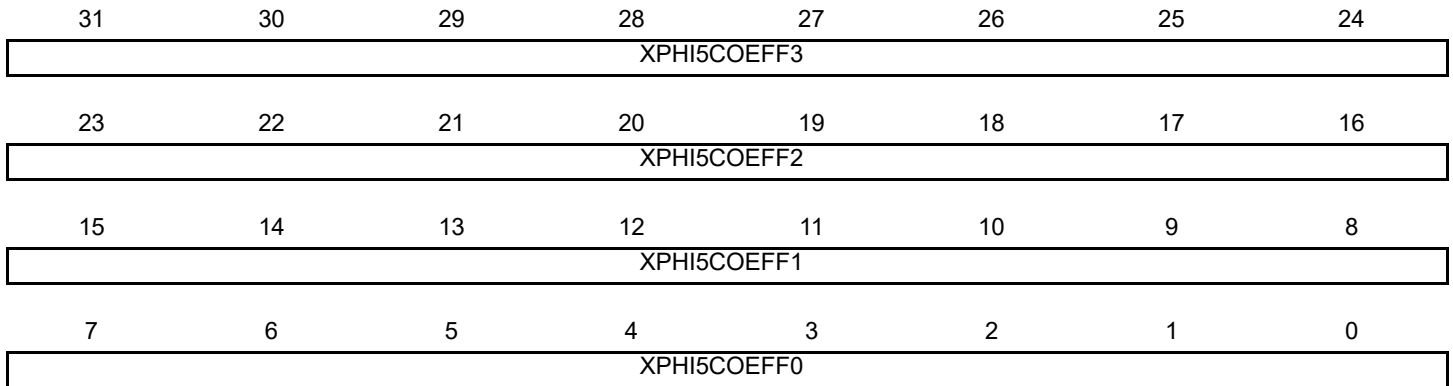 31 30 29 28 27 26 25 24
XPHI5COEFF3
23 22 21 20 19 18 17 16
XPHI5COEFF2
15 14 13 12 11 10 9 8
XPHI5COEFF1
7 6 5 4 3 2 1 0
XPHI5COEFF0